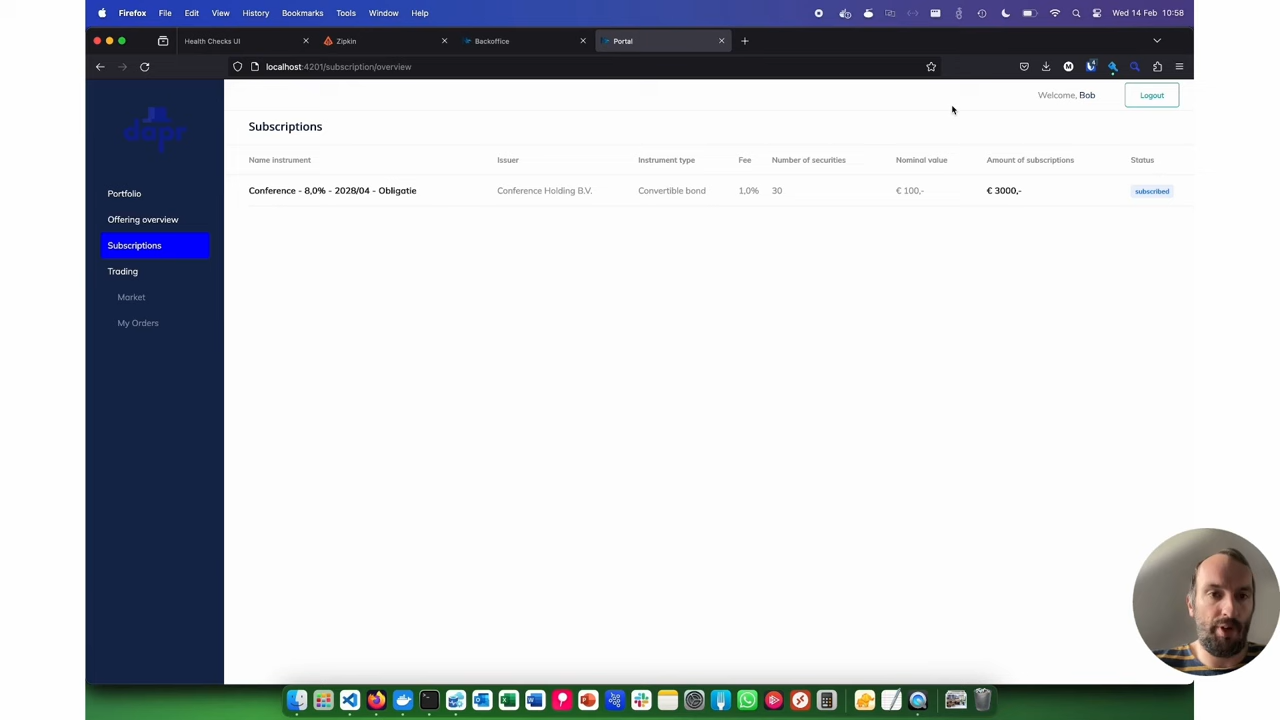 Firefox File Edit View History Bookmarks Tools Window Help Wed 14 Feb 10:58
Health Checks UI Zipkin Backoffice Portal
localhost:4201/subscription/overview
Welcome, Bob Logout
dapr
Subscriptions
Name instrument Issuer Instrument type Fee Number of securities Nominal value Amount of subscriptions Status
Conference - 8,0% - 2028/04 - Obligatie Conference Holding B.V. Convertible bond 1,0% 30 € 100,- € 3000,- subscribed
Portfolio
Offering overview
Subscriptions
Trading
Market
My Orders